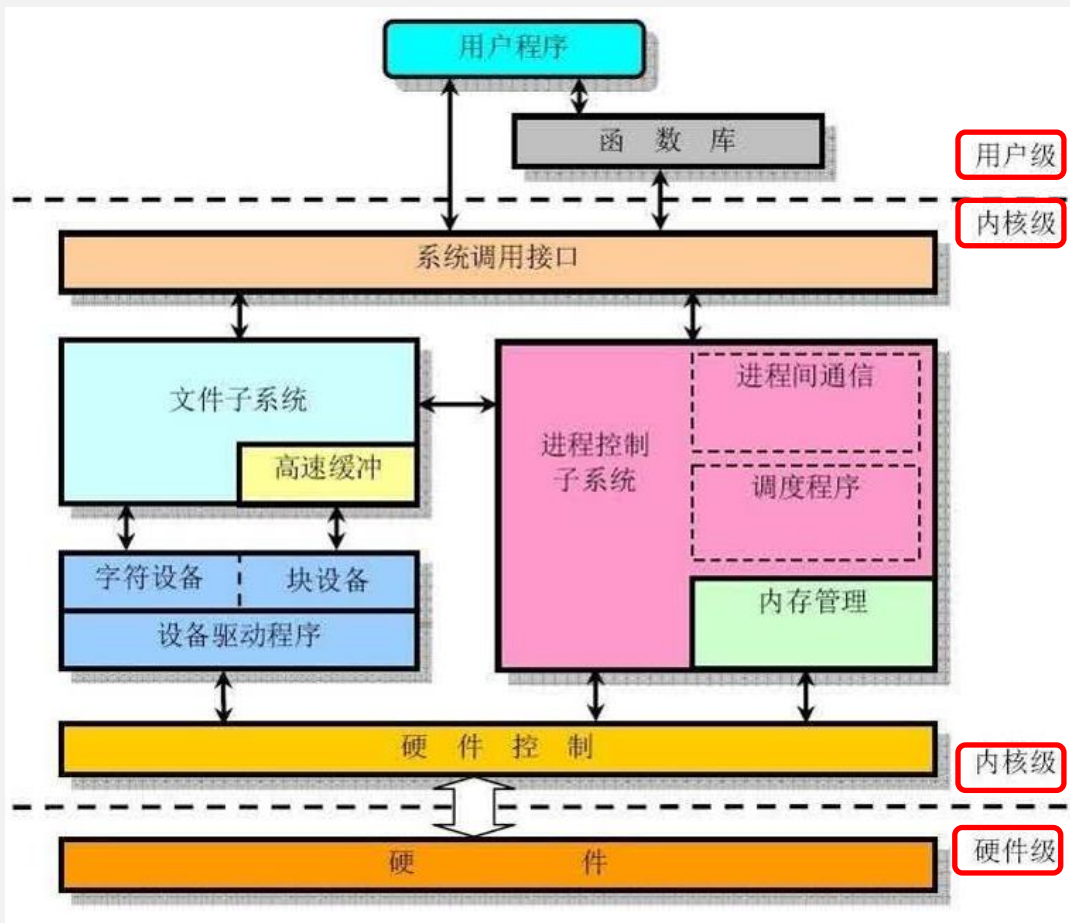 用户程序
函 数 库
用户级
内核级
系统调用接口
文件子系统
高速缓冲
进程控制
子系统
进程间通信
调度程序
内存管理
字符设备
块设备
设备驱动程序
硬 件 控 制
内核级
硬 件
硬件级